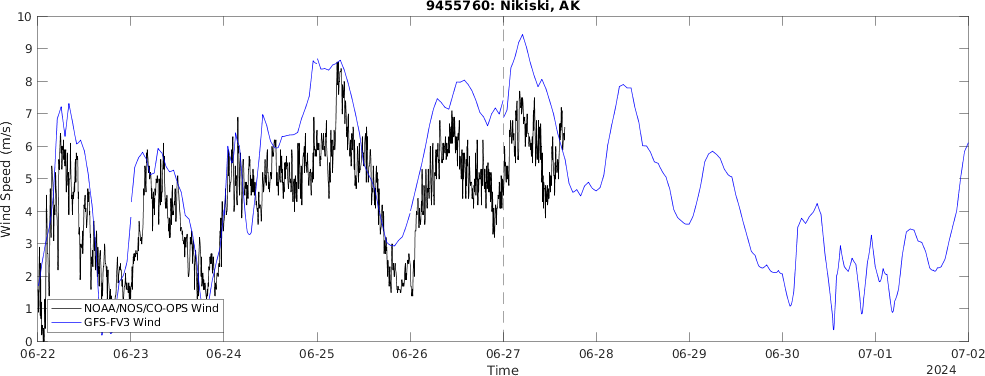 9455760: Nikiski, AK
10
9
8
7
6
5
4
3
2
1
0
Wind Speed (m/s)
NOAA/NOS/CO-OPS Wind
GFS-FV3 Wind
06-22 06-23 06-24 06-25 06-26 06-27 06-28 06-29 06-30 07-01 07-02
Time
2024